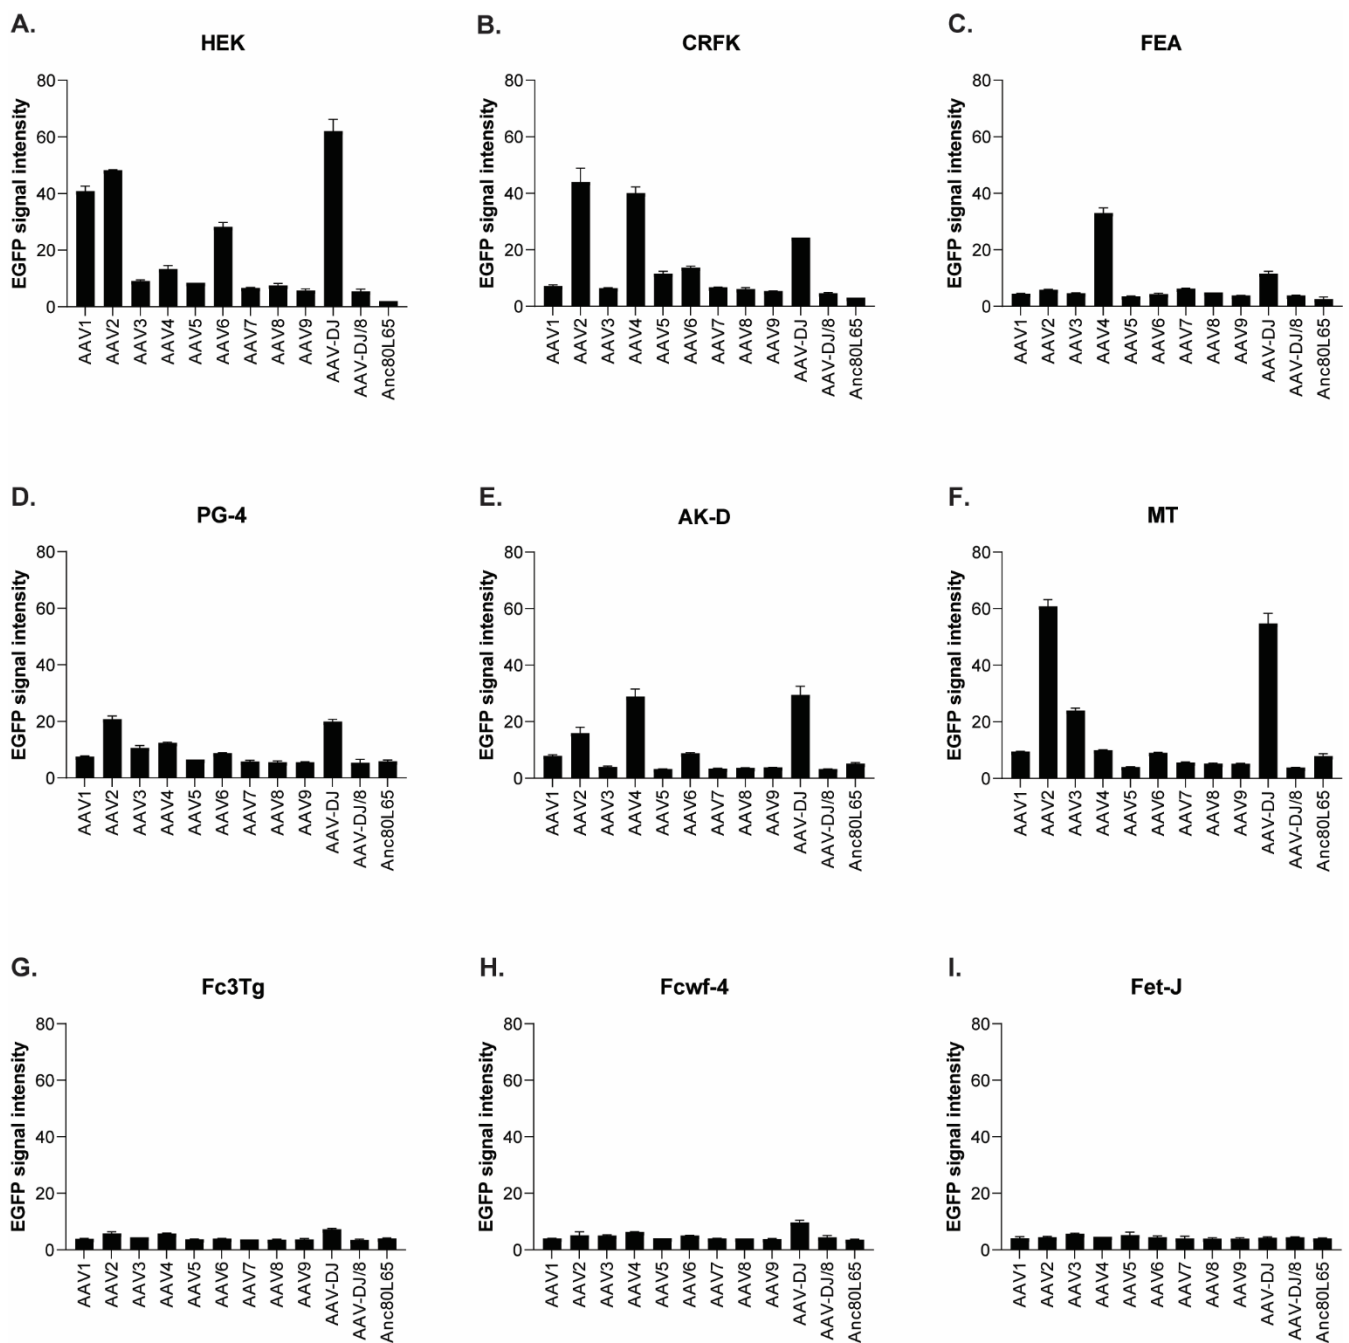 A.
HEK
EGFP signal intensity
80
60
40
20
0
AAV1
AAV2
AAV3
AAV4
AAV5
AAV6
AAV7
AAV8
AAV9
AAV-DJ
AAV-DJ/8
Anc80L65
B.
CRFK
EGFP signal intensity
80
60
40
20
0
AAV1
AAV2
AAV3
AAV4
AAV5
AAV6
AAV7
AAV8
AAV9
AAV-DJ
AAV-DJ/8
Anc80L65
C.
FEA
EGFP signal intensity
80
60
40
20
0
AAV1
AAV2
AAV3
AAV4
AAV5
AAV6
AAV7
AAV8
AAV9
AAV-DJ
AAV-DJ/8
Anc80L65
D.
PG-4
EGFP signal intensity
80
60
40
20
0
AAV1
AAV2
AAV3
AAV4
AAV5
AAV6
AAV7
AAV8
AAV9
AAV-DJ
AAV-DJ/8
Anc80L65
E.
AK-D
EGFP signal intensity
80
60
40
20
0
AAV1
AAV2
AAV3
AAV4
AAV5
AAV6
AAV7
AAV8
AAV9
AAV-DJ
AAV-DJ/8
Anc80L65
F.
MT
EGFP signal intensity
80
60
40
20
0
AAV1
AAV2
AAV3
AAV4
AAV5
AAV6
AAV7
AAV8
AAV9
AAV-DJ
AAV-DJ/8
Anc80L65
G.
Fc3Tg
EGFP signal intensity
80
60
40
20
0
AAV1
AAV2
AAV3
AAV4
AAV5
AAV6
AAV7
AAV8
AAV9
AAV-DJ
AAV-DJ/8
Anc80L65
H.
Fcwf-4
EGFP signal intensity
80
60
40
20
0
AAV1
AAV2
AAV3
AAV4
AAV5
AAV6
AAV7
AAV8
AAV9
AAV-DJ
AAV-DJ/8
Anc80L65
I.
Fet-J
EGFP signal intensity
80
60
40
20
0
AAV1
AAV2
AAV3
AAV4
AAV5
AAV6
AAV7
AAV8
AAV9
AAV-DJ
AAV-DJ/8
Anc80L65